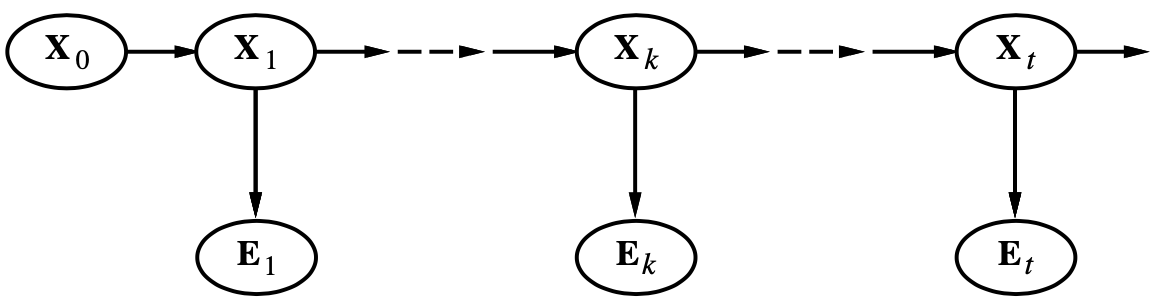 X0 X1 Xk Xt
E1 Ek Et